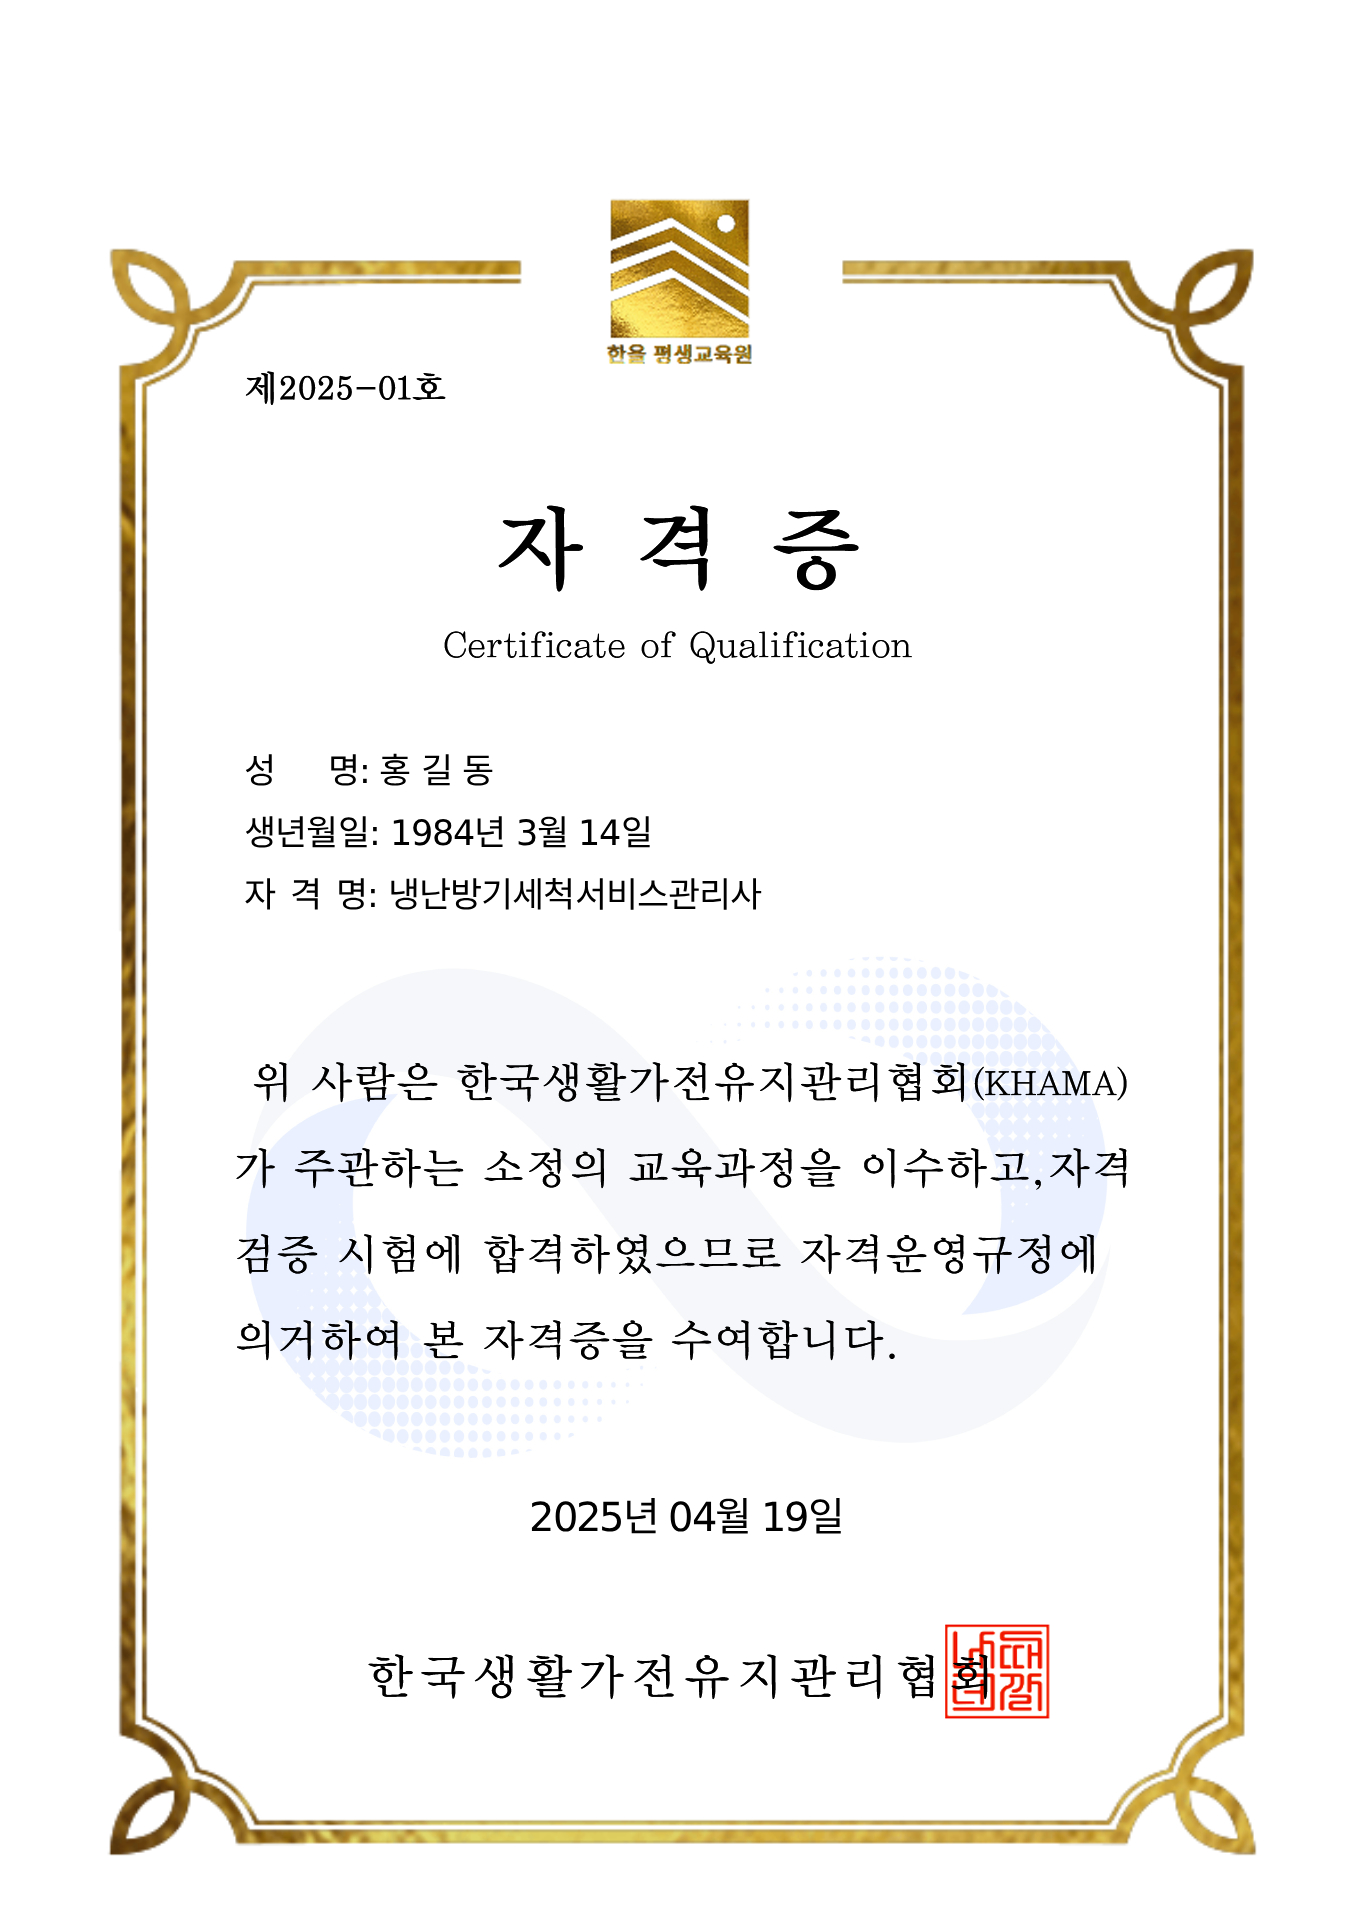 한율 평생교육원
제2025-01호
자 격 증
Certificate of Qualification
성 명: 홍 길 동
생년월일: 1984년 3월 14일
자 격 명: 냉난방기세척서비스관리사
위 사람은 한국생활가전유지관리협회(KHAMA)
가 주관하는 소정의 교육과정을 이수하고,자격
검증 시험에 합격하였으므로 자격운영규정에
의거하여 본 자격증을 수여합니다.
2025년 04월 19일
한국생활가전유지관리협회